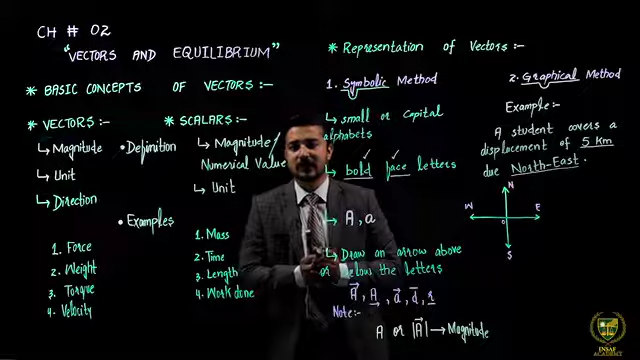 CH # 02
"VECTORS AND EQUILIBRIUM"
* BASIC CONCEPTS OF VECTORS :-
* VECTORS :-
↳ Magnitude
↳ Unit
↳ Direction
• Definition
• Examples
1. Force
2. Weight
3. Torque
4. Velocity
* SCALARS :-
↳ Magnitude/
Numerical Value
↳ Unit
1. Mass
2. Time
3. Length
4. Work done
* Representation of Vectors :-
1. Symbolic Method
↳ small or capital
alphabets
↳ bold face letters
↳ A, a
↳ Draw an arrow above
or below the letters
Note :-
A or |A⃗| → Magnitude
2. Graphical Method
Example :-
A student covers a
displacement of 5 km
due North-East.
N
W E
O
S
INSAF
ACADEMY